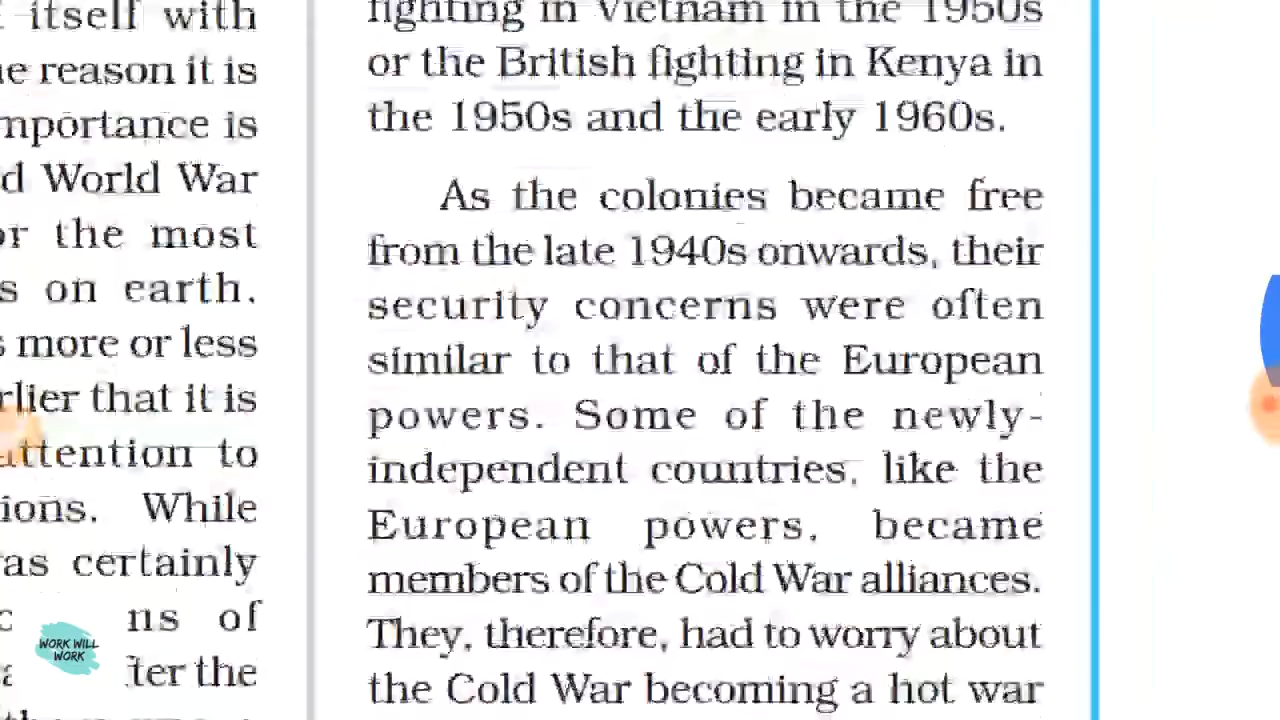 itself with
reason it is
is
World War
the most
on earth.
more or less
that it is
to
While
certainly
of
the
fighting in Vietnam in the 1950s
or the British fighting in Kenya in
the 1950s and the early 1960s.
As the colonies became free
from the late 1940s onwards, their
security concerns were often
similar to that of the European
powers. Some of the newly-
independent countries, like the
European powers, became
members of the Cold War alliances.
They, therefore, had to worry about
the Cold War becoming a hot war
WORK WILL
WORK